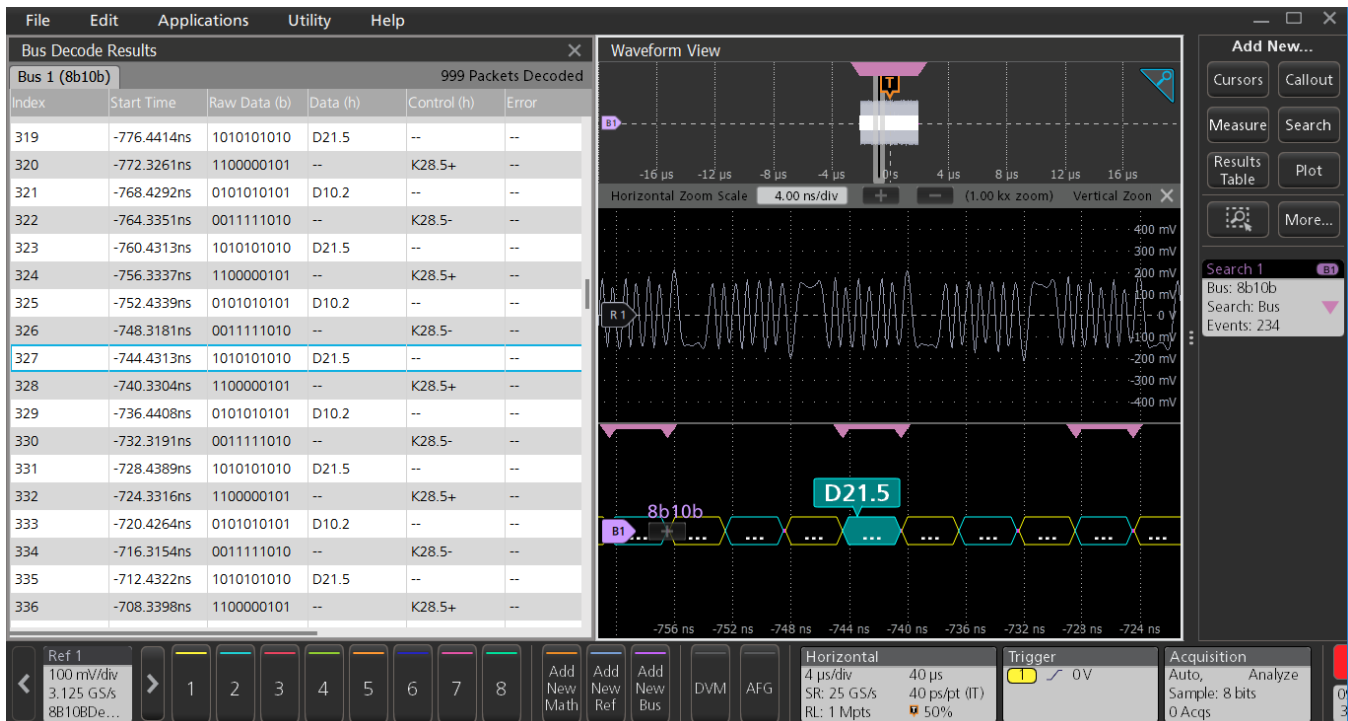 File Edit Applications Utility Help
Bus Decode Results
Bus 1 (8b10b) 999 Packets Decoded
Index Start Time Raw Data (b) Data (h) Control (h) Error
319 -776.4414ns 1010101010 D21.5 -- --
320 -772.3261ns 1100000101 -- K28.5+ --
321 -768.4292ns 0101010101 D10.2 -- --
322 -764.3351ns 0011111010 -- K28.5- --
323 -760.4313ns 1010101010 D21.5 -- --
324 -756.3337ns 1100000101 -- K28.5+ --
325 -752.4339ns 0101010101 D10.2 -- --
326 -748.3181ns 0011111010 -- K28.5- --
327 -744.4313ns 1010101010 D21.5 -- --
328 -740.3304ns 1100000101 -- K28.5+ --
329 -736.4408ns 0101010101 D10.2 -- --
330 -732.3191ns 0011111010 -- K28.5- --
331 -728.4389ns 1010101010 D21.5 -- --
332 -724.3316ns 1100000101 -- K28.5+ --
333 -720.4264ns 0101010101 D10.2 -- --
334 -716.3154ns 0011111010 -- K28.5- --
335 -712.4322ns 1010101010 D21.5 -- --
336 -708.3398ns 1100000101 -- K28.5+ --
Waveform View
T
B1
-16 µs -12 µs -8 µs -4 µs 0 s 4 µs 8 µs 12 µs 16 µs
Horizontal Zoom Scale 4.00 ns/div + − (1.00 kx zoom) Vertical Zoon
400 mV
300 mV
200 mV
100 mV
R 1
0 V
-100 mV
-200 mV
-300 mV
-400 mV
D21.5
8b10b
B1 ... + ... ... ... ... ... ... ... ... ...
-756 ns -752 ns -748 ns -744 ns -740 ns -736 ns -732 ns -728 ns -724 ns
Add New...
Cursors Callout
Measure Search
Results
Table
Plot
More...
Search 1 B1
Bus: 8b10b
Search: Bus
Events: 234
Ref 1
100 mV/div
3.125 GS/s
8B10BDe...
1 2 3 4 5 6 7 8
Add
New
Math
Add
New
Ref
Add
New
Bus
DVM AFG
Horizontal
4 µs/div 40 µs
SR: 25 GS/s 40 ps/pt (IT)
RL: 1 Mpts 50%
Trigger
1 0 V
Acquisition
Auto, Analyze
Sample: 8 bits
0 Acqs